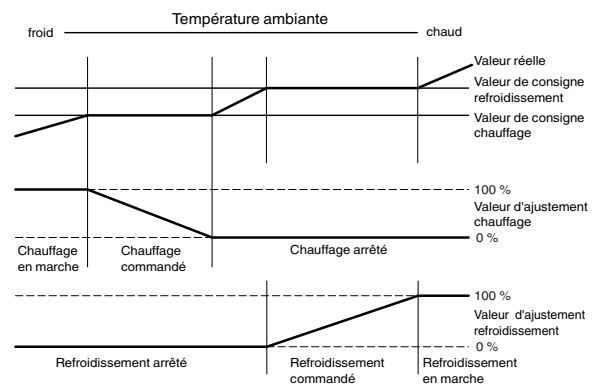 Température ambiante
froid
chaud
Valeur réelle
Valeur de consigne
refroidissement
Valeur de consigne
chauffage
100 %
Valeur d'ajustement
chauffage
0 %
Chauffage
en marche
Chauffage
commandé
Chauffage arrêté
100 %
Valeur d'ajustement
refroidissement
0 %
Refroidissement arrêté
Refroidissement
commandé
Refroidissement
en marche